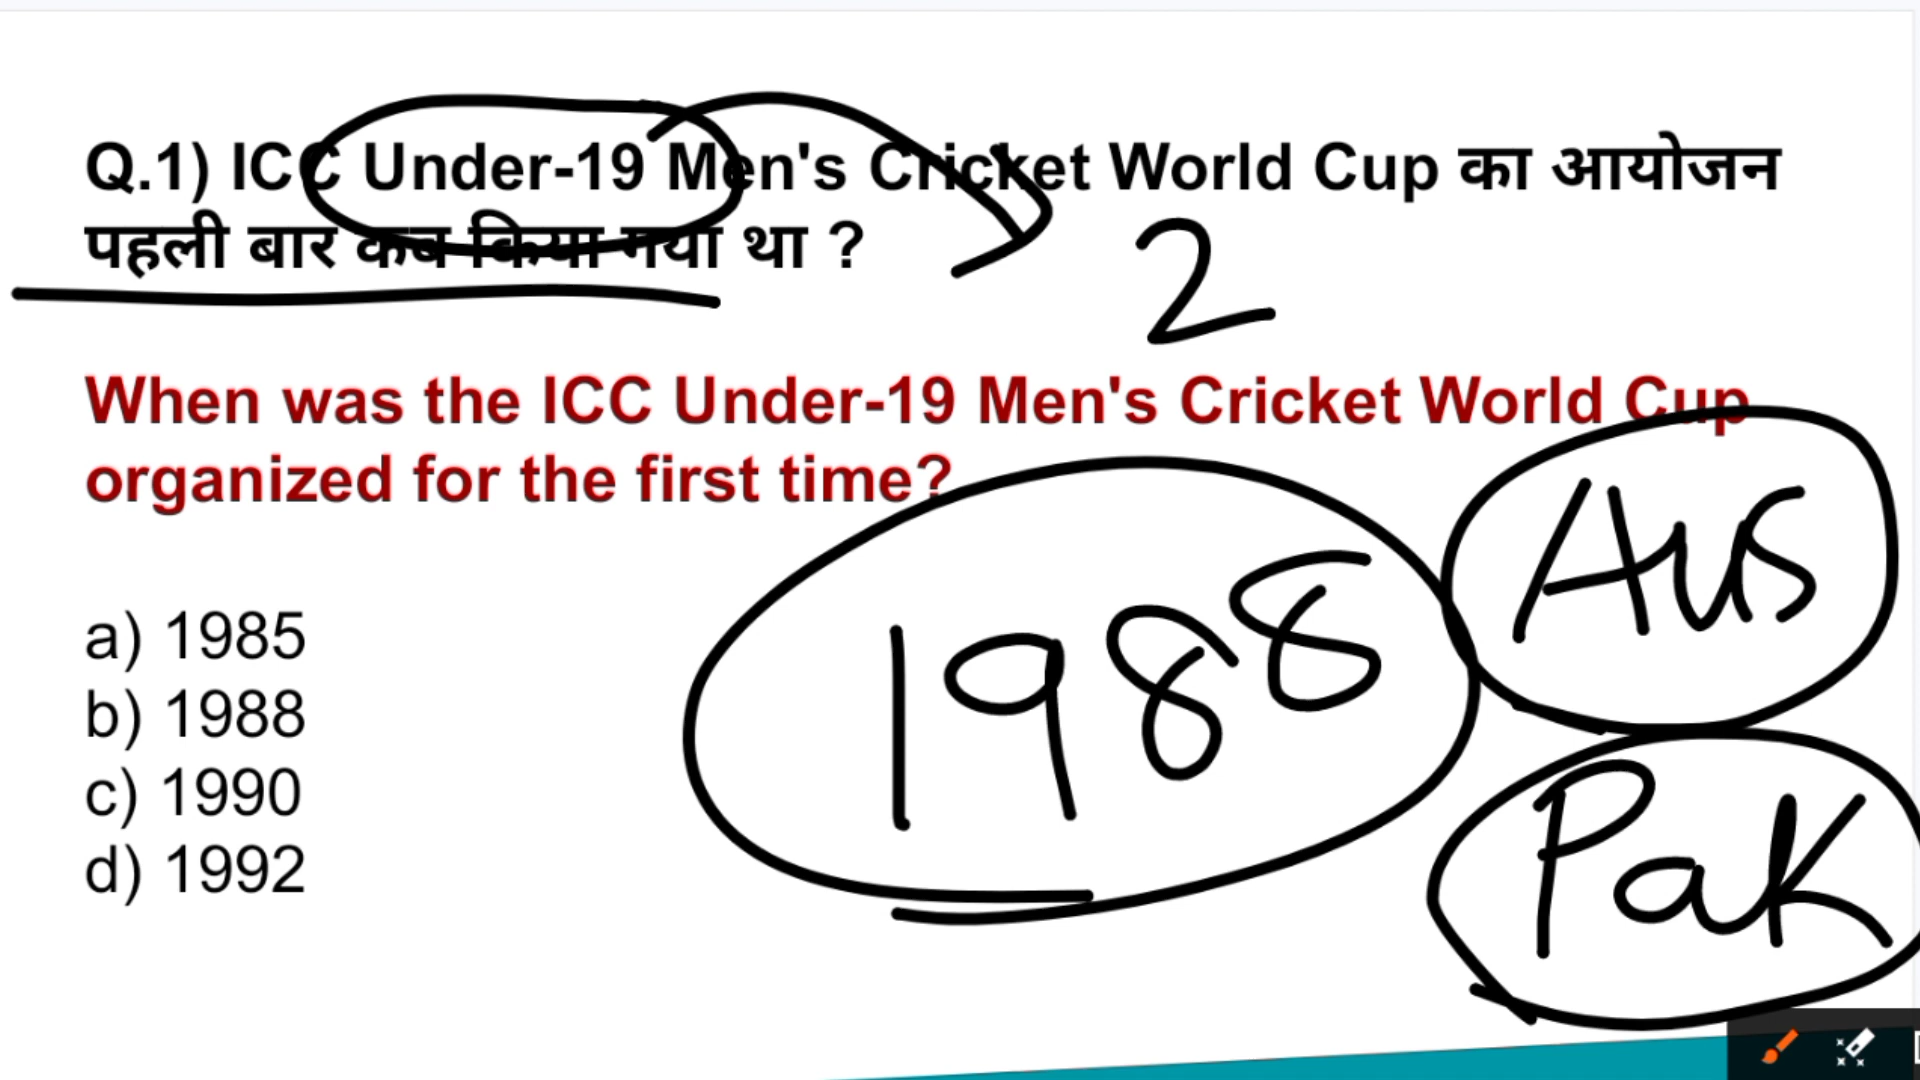 Q.1) ICC Under-19 Men's Cricket World Cup का आयोजन
पहली बार कब किया गया था ?
2
When was the ICC Under-19 Men's Cricket World Cup
organized for the first time?
a) 1985
b) 1988
c) 1990
d) 1992
1988
Aus
Pak